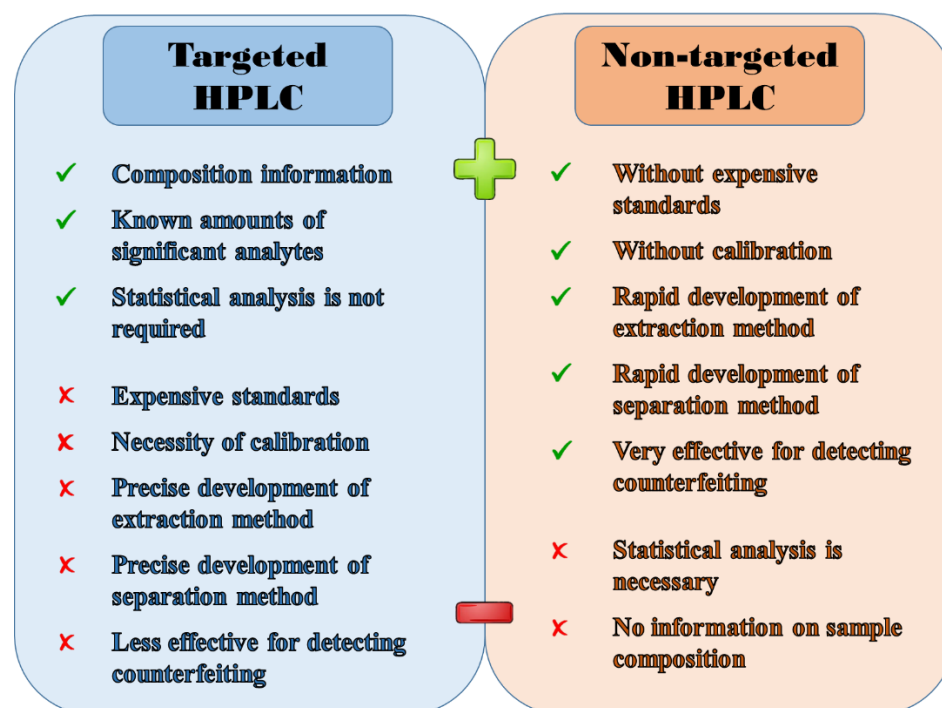 Targeted
HPLC
Composition information
Known amounts of
significant analytes
Statistical analysis is not
required
Expensive standards
Necessity of calibration
Precise development of
extraction method
Precise development of
separation method
Less effective for detecting
counterfeiting
Non-targeted
HPLC
Without expensive
standards
Without calibration
Rapid development of
extraction method
Rapid development of
separation method
Very effective for detecting
counterfeiting
Statistical analysis is
necessary
No information on sample
composition